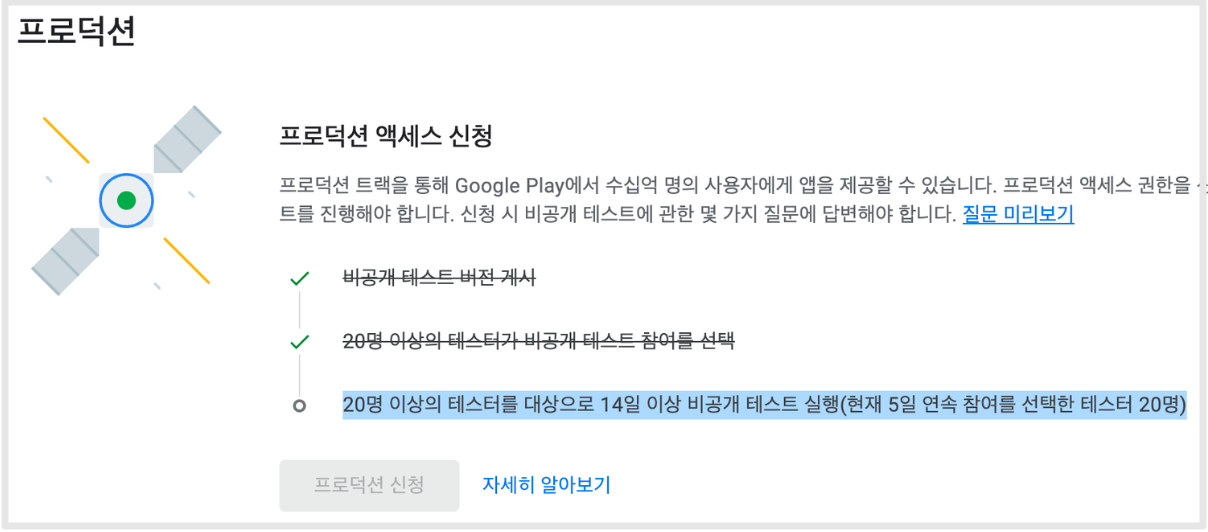 프로덕션
프로덕션 액세스 신청
프로덕션 트랙을 통해 Google Play에서 수십억 명의 사용자에게 앱을 제공할 수 있습니다. 프로덕션 액세스 권한을
트를 진행해야 합니다. 신청 시 비공개 테스트에 관한 몇 가지 질문에 답변해야 합니다. 질문 미리보기
비공개 테스트 버전 게시
20명 이상의 테스터가 비공개 테스트 참여를 선택
20명 이상의 테스터를 대상으로 14일 이상 비공개 테스트 실행(현재 5일 연속 참여를 선택한 테스터 20명)
프로덕션 신청 자세히 알아보기